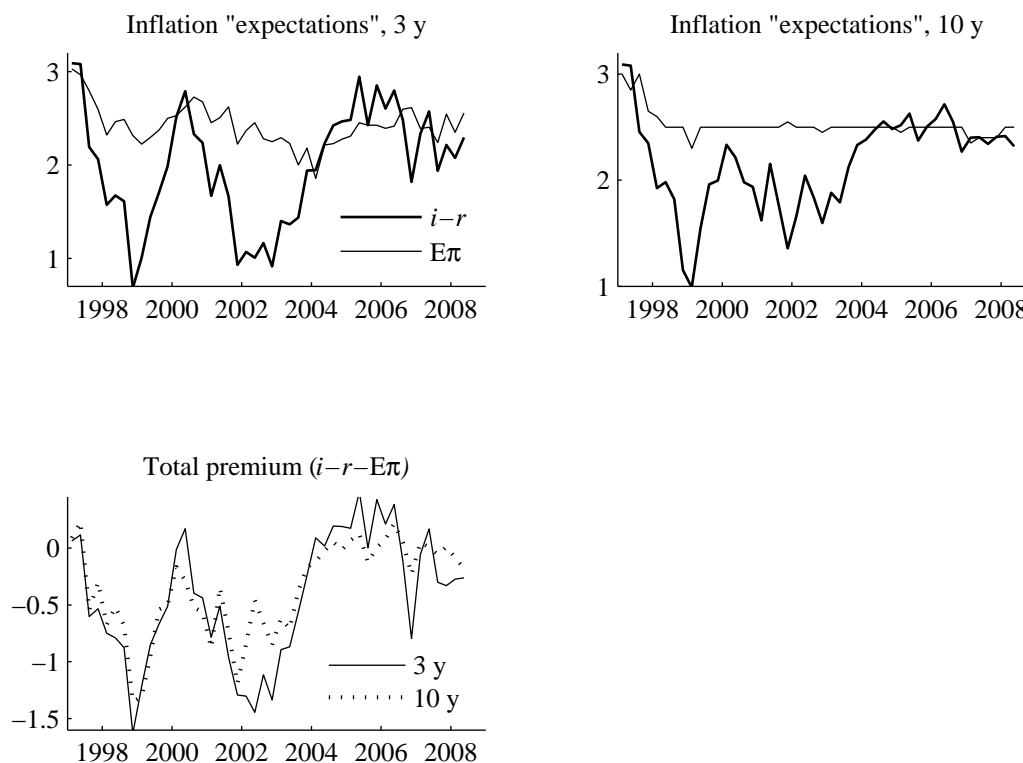 Inflation "expectations", 3 y
3
2
1
i−r
Eπ
1998 2000 2002 2004 2006 2008
Inflation "expectations", 10 y
3
2
1
1998 2000 2002 2004 2006 2008
Total premium (i−r−Eπ)
0
−0.5
−1
−1.5
3 y
10 y
1998 2000 2002 2004 2006 2008